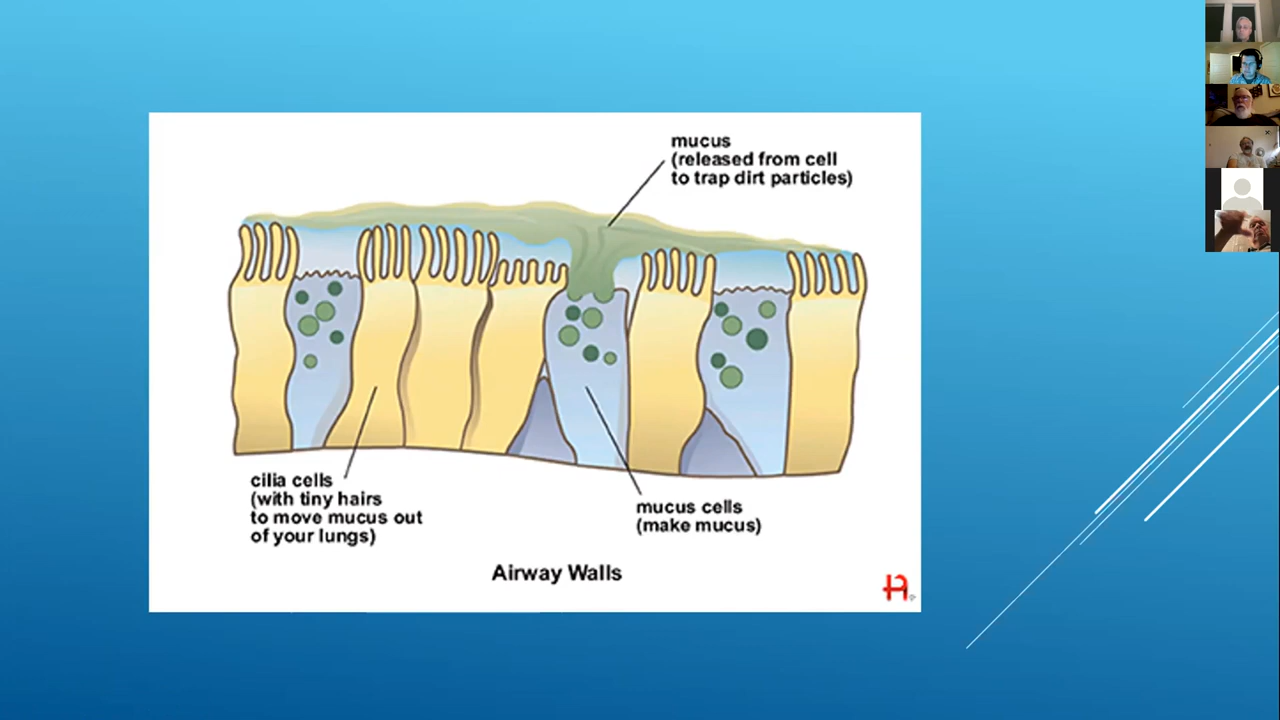 mucus
(released from cell
to trap dirt particles)
cilia cells
(with tiny hairs
to move mucus out
of your lungs)
mucus cells
(make mucus)
Airway Walls